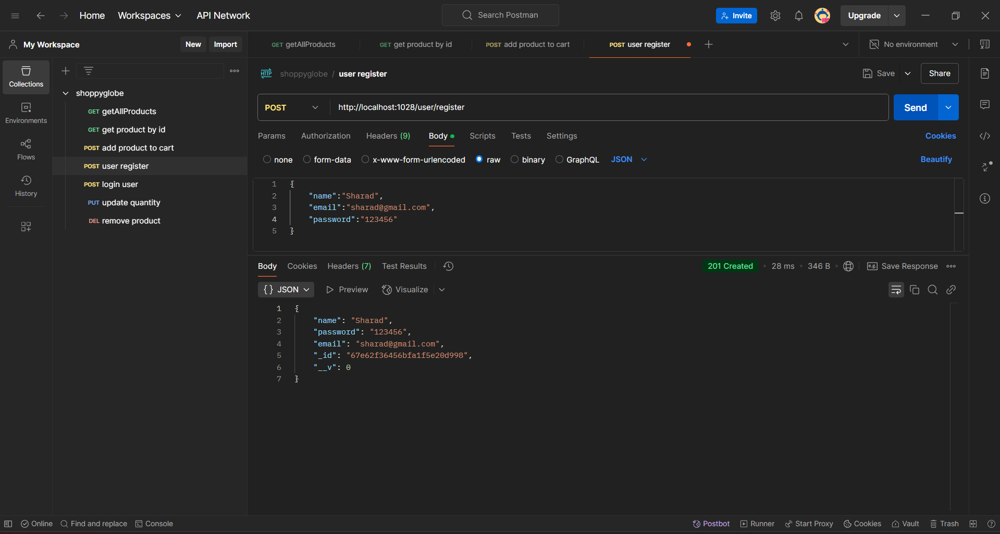 Home Workspaces API Network Search Postman Invite Upgrade
My Workspace New Import GET getAllProducts GET get product by id POST add product to cart POST user register No environment
Collections
Environments
Flows
History
shoppyglobe
GET getAllProducts
GET get product by id
POST add product to cart
POST user register
POST login user
PUT update quantity
DEL remove product
HTTP shoppyglobe / user register Save Share
POST http://localhost:1028/user/register Send
Params Authorization Headers (9) Body Scripts Tests Settings Cookies
none form-data x-www-form-urlencoded raw binary GraphQL JSON Beautify
1 {
2 "name":"Sharad",
3 "email":"sharad@gmail.com",
4 "password":"123456"
5 }
Body Cookies Headers (7) Test Results 201 Created • 28 ms • 346 B • e.g. Save Response
{} JSON Preview Visualize
1 {
2 "name": "Sharad",
3 "password": "123456",
4 "email": "sharad@gmail.com",
5 "_id": "67e62f36456bfa1f5e20d998",
6 "__v": 0
7 }
Online Find and replace Console Postbot Runner Start Proxy Cookies Vault Trash